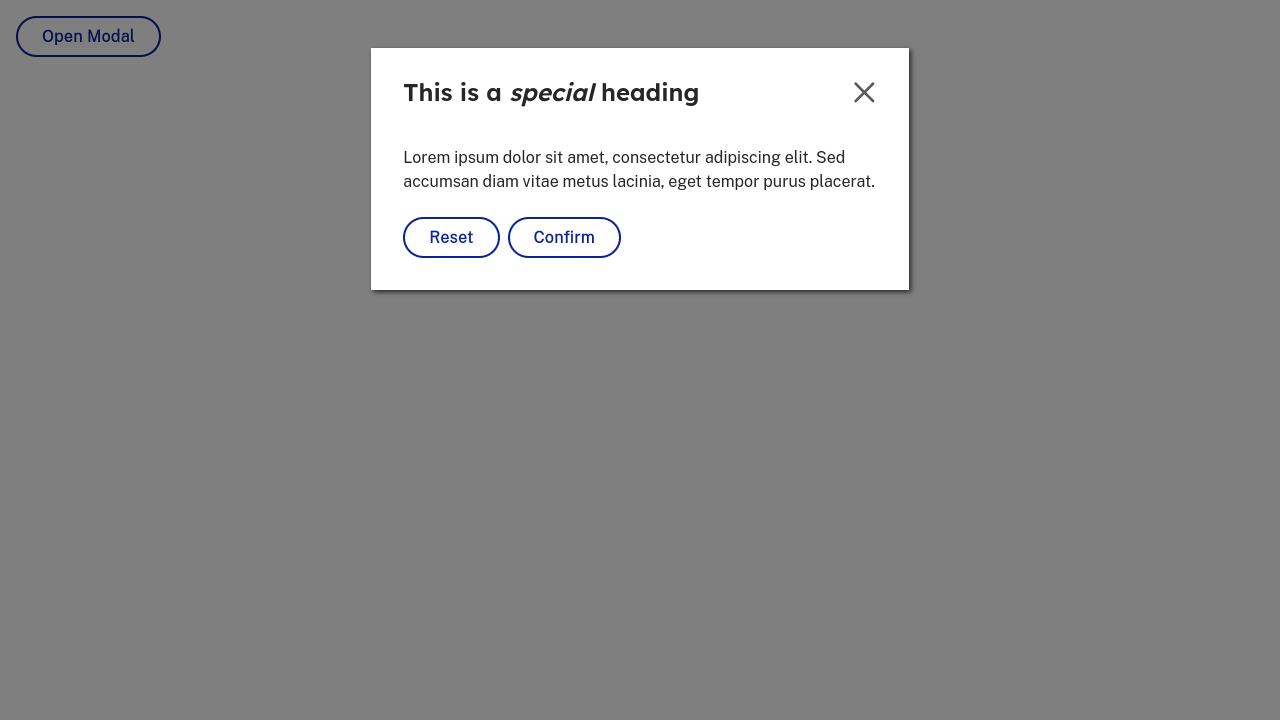 Open Modal
This is a special heading
Lorem ipsum dolor sit amet, consectetur adipiscing elit. Sed
accumsan diam vitae metus lacinia, eget tempor purus placerat.
Reset
Confirm